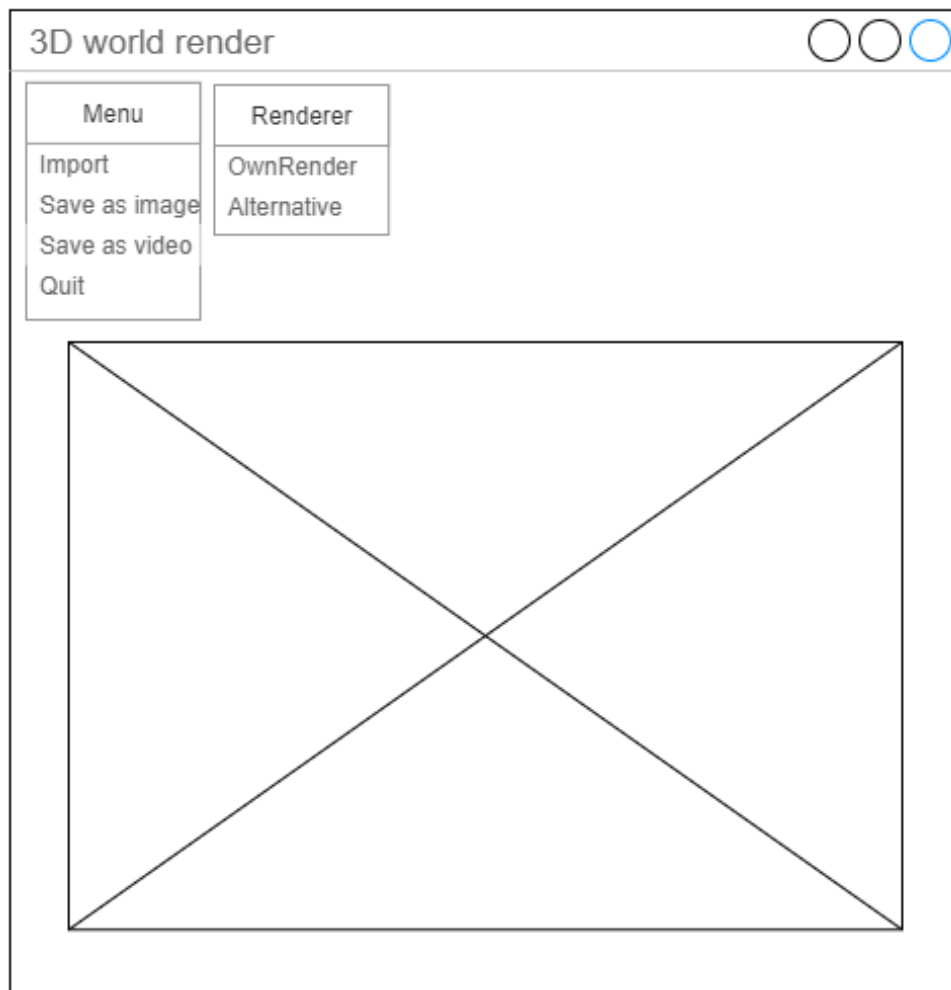 3D world render
Menu
Import
Save as image
Save as video
Quit
Renderer
OwnRender
Alternative